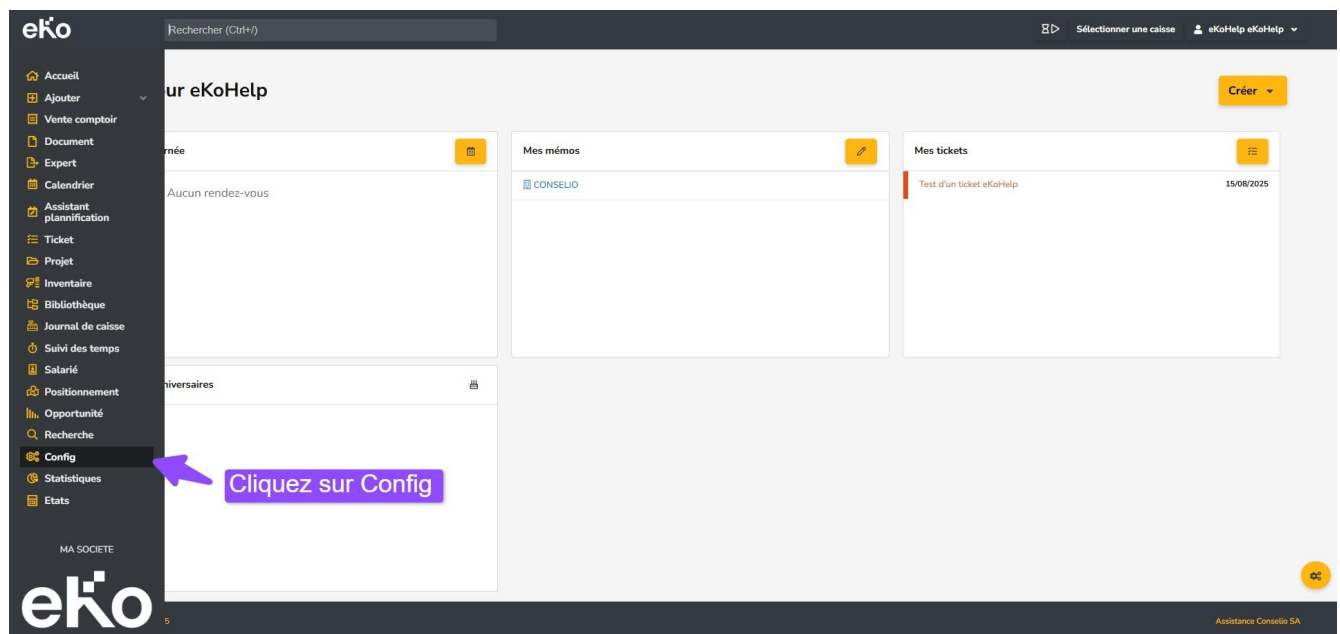 eko
Rechercher (Ctrl+/)
Sélectionner une caisse
eKoHelp eKoHelp
Accueil
Ajouter
Vente comptoir
Document
Expert
Calendrier
Assistant
plannification
Ticket
Projet
Inventaire
Bibliothèque
Journal de caisse
Suivi des temps
Salarié
Positionnement
Opportunité
Recherche
Config
Statistiques
Etats
MA SOCIETE
eko
ur eKoHelp
Créer
rnée
Aucun rendez-vous
Mes mémos
CONSELIO
Mes tickets
Test d'un ticket eKoHelp
15/08/2025
niversaires
Cliquez sur Config
5
Assistance Conselio SA